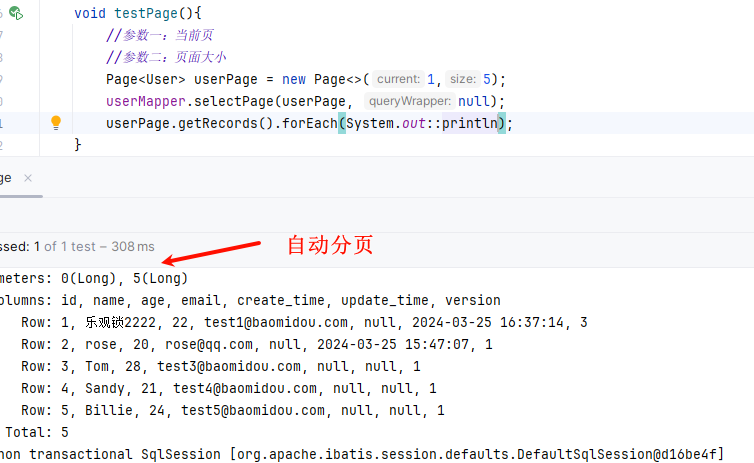 void testPage(){
//参数一：当前页
//参数二：页面大小
Page<User> userPage = new Page<>( current: 1, size: 5);
userMapper.selectPage(userPage, queryWrapper: null);
userPage.getRecords().forEach(System.out::println);
}
ge ×
ssed: 1 of 1 test – 308 ms
自动分页
meters: 0(Long), 5(Long)
olumns: id, name, age, email, create_time, update_time, version
Row: 1, 乐观锁2222, 22, test1@baomidou.com, null, 2024-03-25 16:37:14, 3
Row: 2, rose, 20, rose@qq.com, null, 2024-03-25 15:47:07, 1
Row: 3, Tom, 28, test3@baomidou.com, null, null, 1
Row: 4, Sandy, 21, test4@baomidou.com, null, null, 1
Row: 5, Billie, 24, test5@baomidou.com, null, null, 1
Total: 5
non transactional SqlSession [org.apache.ibatis.session.defaults.DefaultSqlSession@d16be4f]